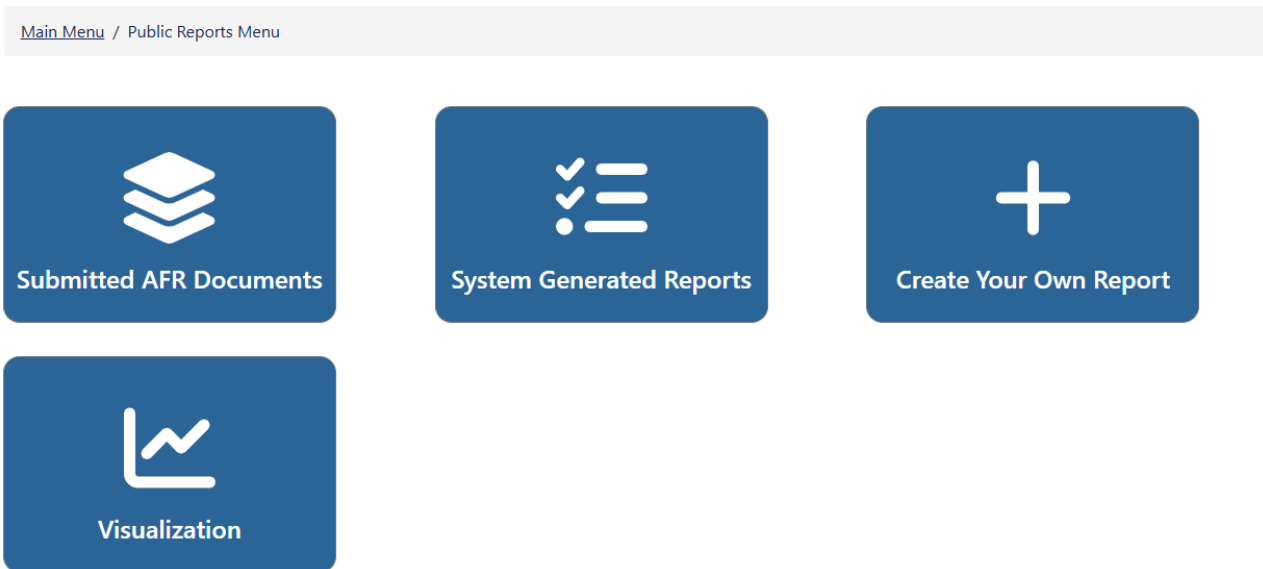 Main Menu / Public Reports Menu
Submitted AFR Documents
System Generated Reports
Create Your Own Report
Visualization